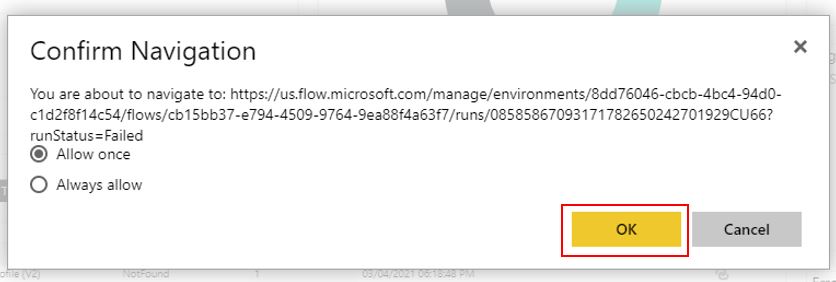 Confirm Navigation
You are about to navigate to: https://us.flow.microsoft.com/manage/environments/8dd76046-cbcb-4bc4-94d0-
c1d2f8f14c54/flows/cb15bb37-e794-4509-9764-9ea88f4a63f7/runs/08585867093171782650242701929CU66?
runStatus=Failed
Allow once
Always allow
OK
Cancel
ofile (V2) NotFound 1 03/04/2021 06:18:48 PM